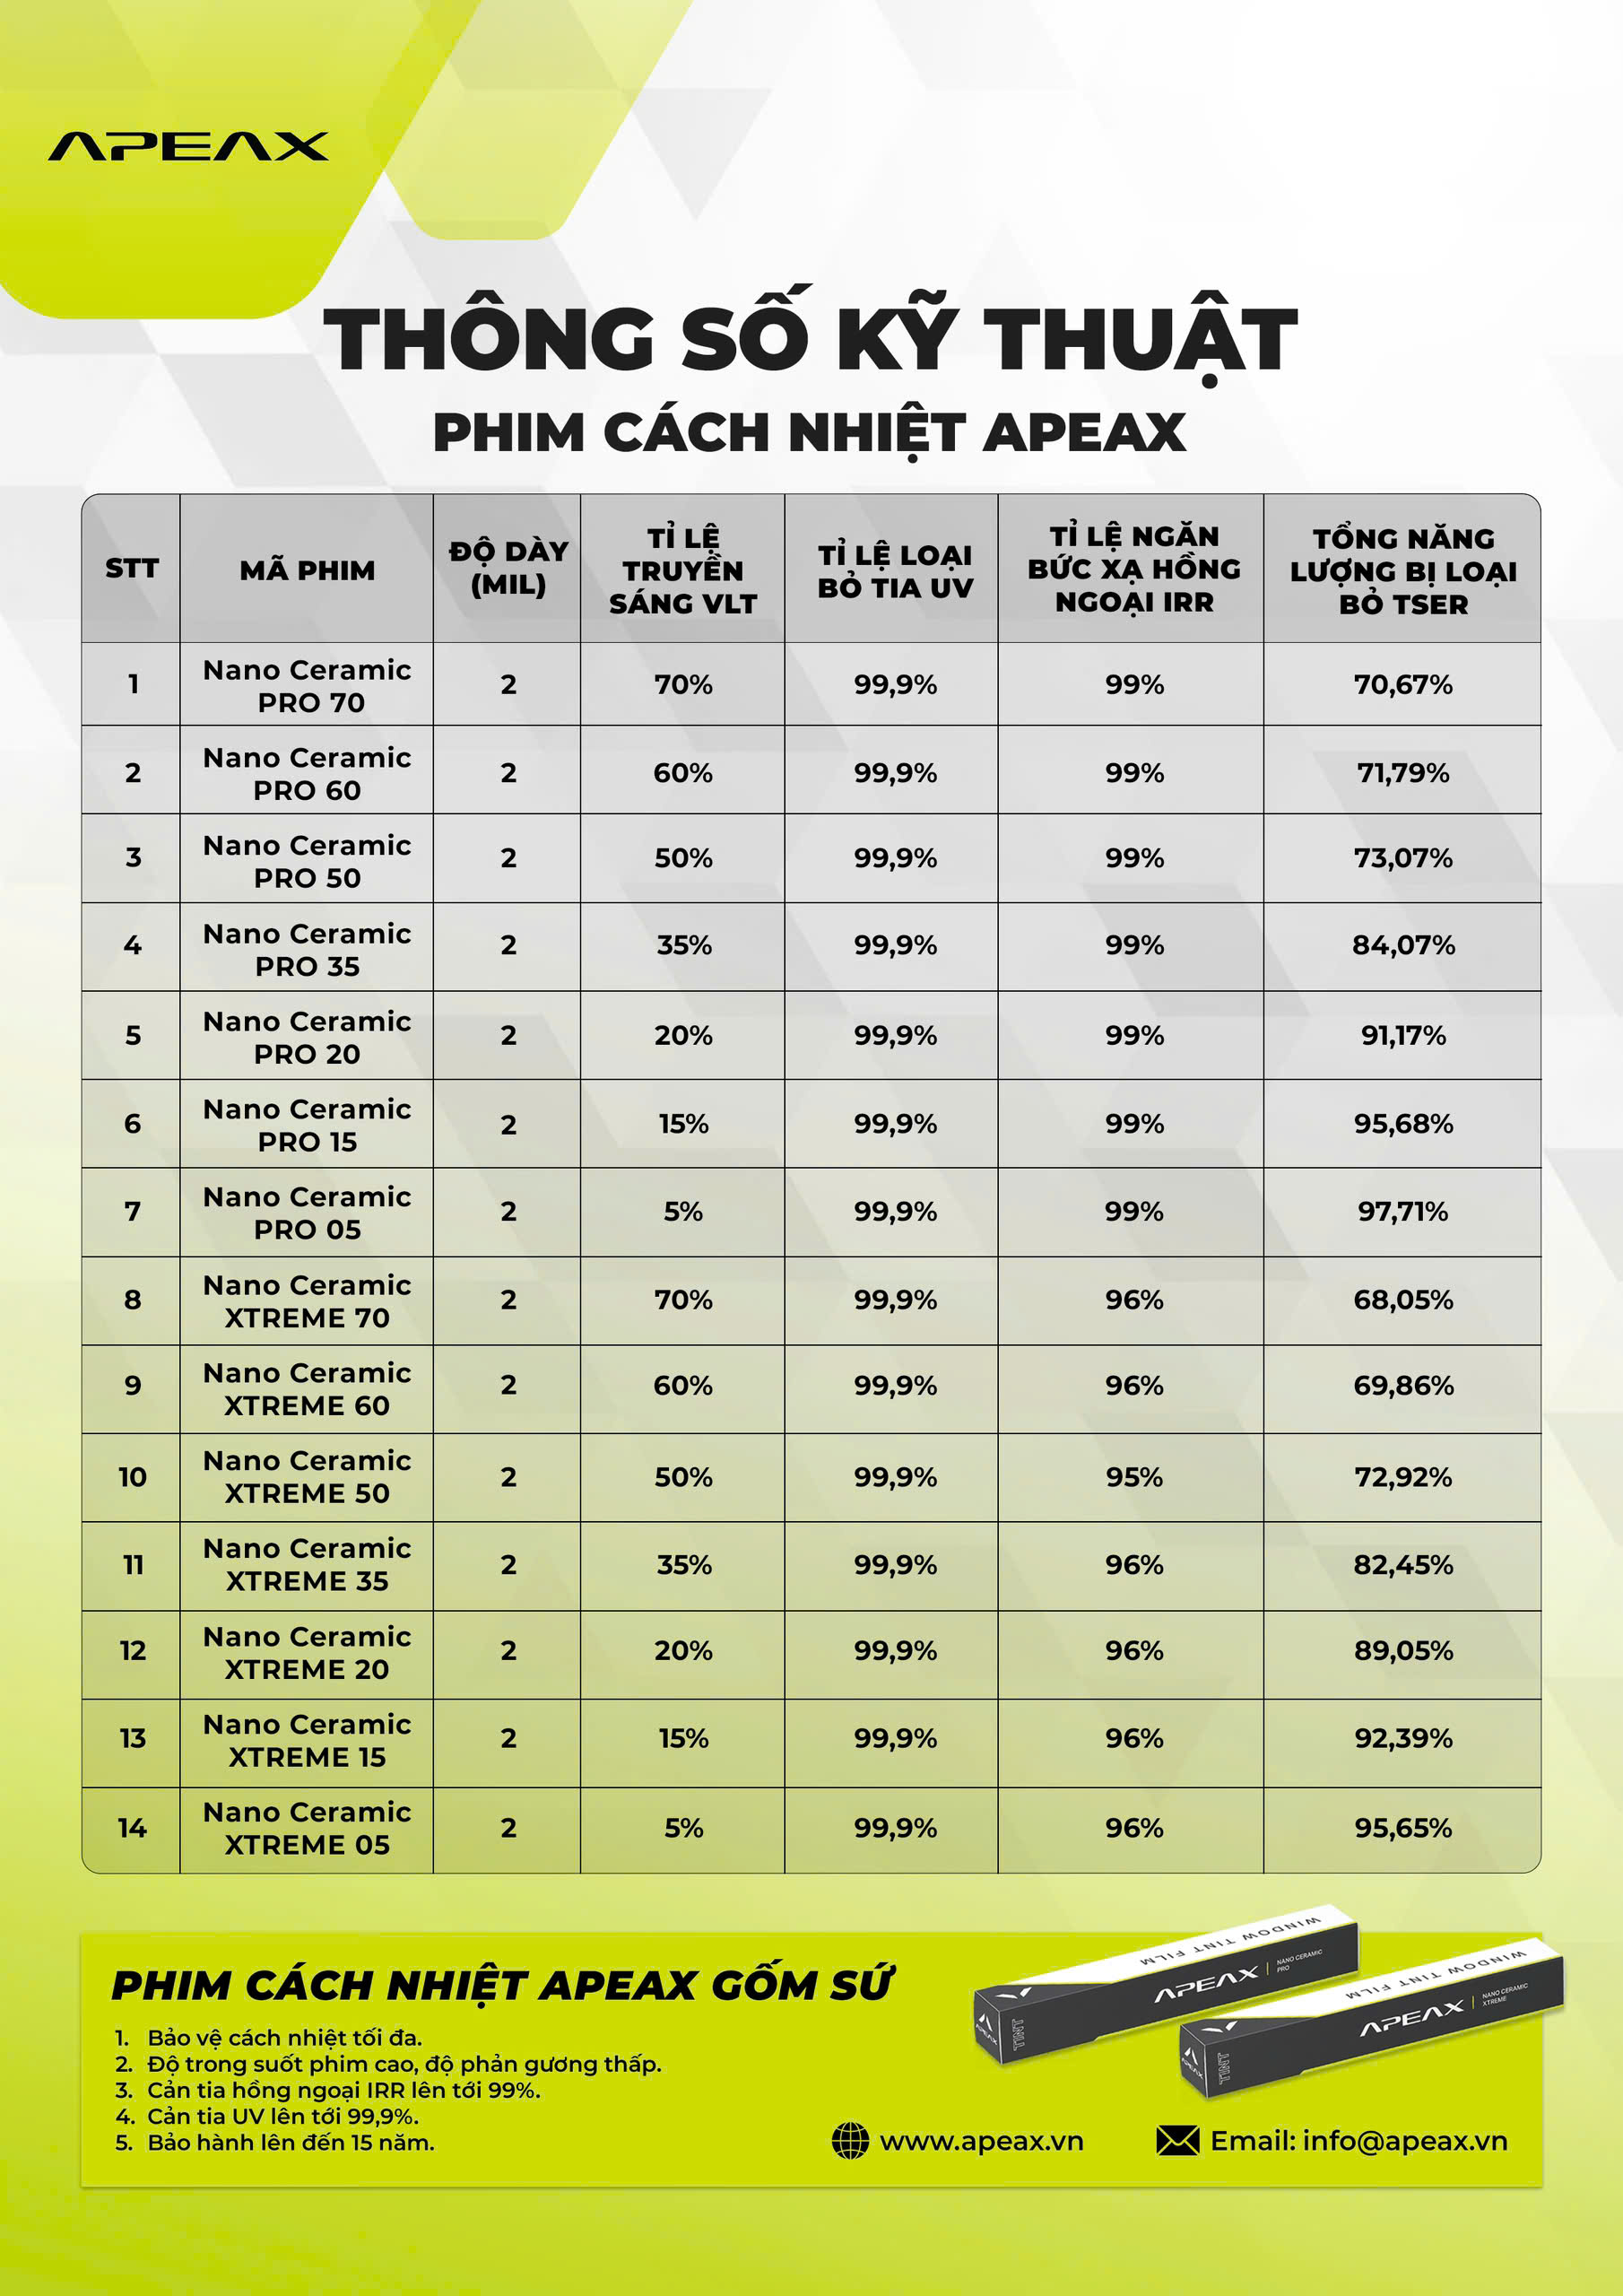 APEAX
THÔNG SỐ KỸ THUẬT
PHIM CÁCH NHIỆT APEAX
STT
MÃ PHIM
ĐỘ DÀY
(MIL)
TỈ LỆ
TRUYỀN
SÁNG VLT
TỈ LỆ LOẠI
BỎ TIA UV
TỈ LỆ NGĂN
BỨC XẠ HỒNG
NGOẠI IRR
TỔNG NĂNG
LƯỢNG BỊ LOẠI
BỎ TSER
1
Nano Ceramic
PRO 70
2
70%
99,9%
99%
70,67%
2
Nano Ceramic
PRO 60
2
60%
99,9%
99%
71,79%
3
Nano Ceramic
PRO 50
2
50%
99,9%
99%
73,07%
4
Nano Ceramic
PRO 35
2
35%
99,9%
99%
84,07%
5
Nano Ceramic
PRO 20
2
20%
99,9%
99%
91,17%
6
Nano Ceramic
PRO 15
2
15%
99,9%
99%
95,68%
7
Nano Ceramic
PRO 05
2
5%
99,9%
99%
97,71%
8
Nano Ceramic
XTREME 70
2
70%
99,9%
96%
68,05%
9
Nano Ceramic
XTREME 60
2
60%
99,9%
96%
69,86%
10
Nano Ceramic
XTREME 50
2
50%
99,9%
95%
72,92%
11
Nano Ceramic
XTREME 35
2
35%
99,9%
96%
82,45%
12
Nano Ceramic
XTREME 20
2
20%
99,9%
96%
89,05%
13
Nano Ceramic
XTREME 15
2
15%
99,9%
96%
92,39%
14
Nano Ceramic
XTREME 05
2
5%
99,9%
96%
95,65%
PHIM CÁCH NHIỆT APEAX GỐM SỨ
1. Bảo vệ cách nhiệt tối đa.
2. Độ trong suốt phim cao, độ phản gương thấp.
3. Cản tia hồng ngoại IRR lên tới 99%.
4. Cản tia UV lên tới 99,9%.
5. Bảo hành lên đến 15 năm.
WINDOW TINT FILM
APEAX
NANO CERAMIC
PRO
APEAX
TINT
WINDOW TINT FILM
APEAX
NANO CERAMIC
XTREME
APEAX
TINT
www.apeax.vn
Email: info@apeax.vn